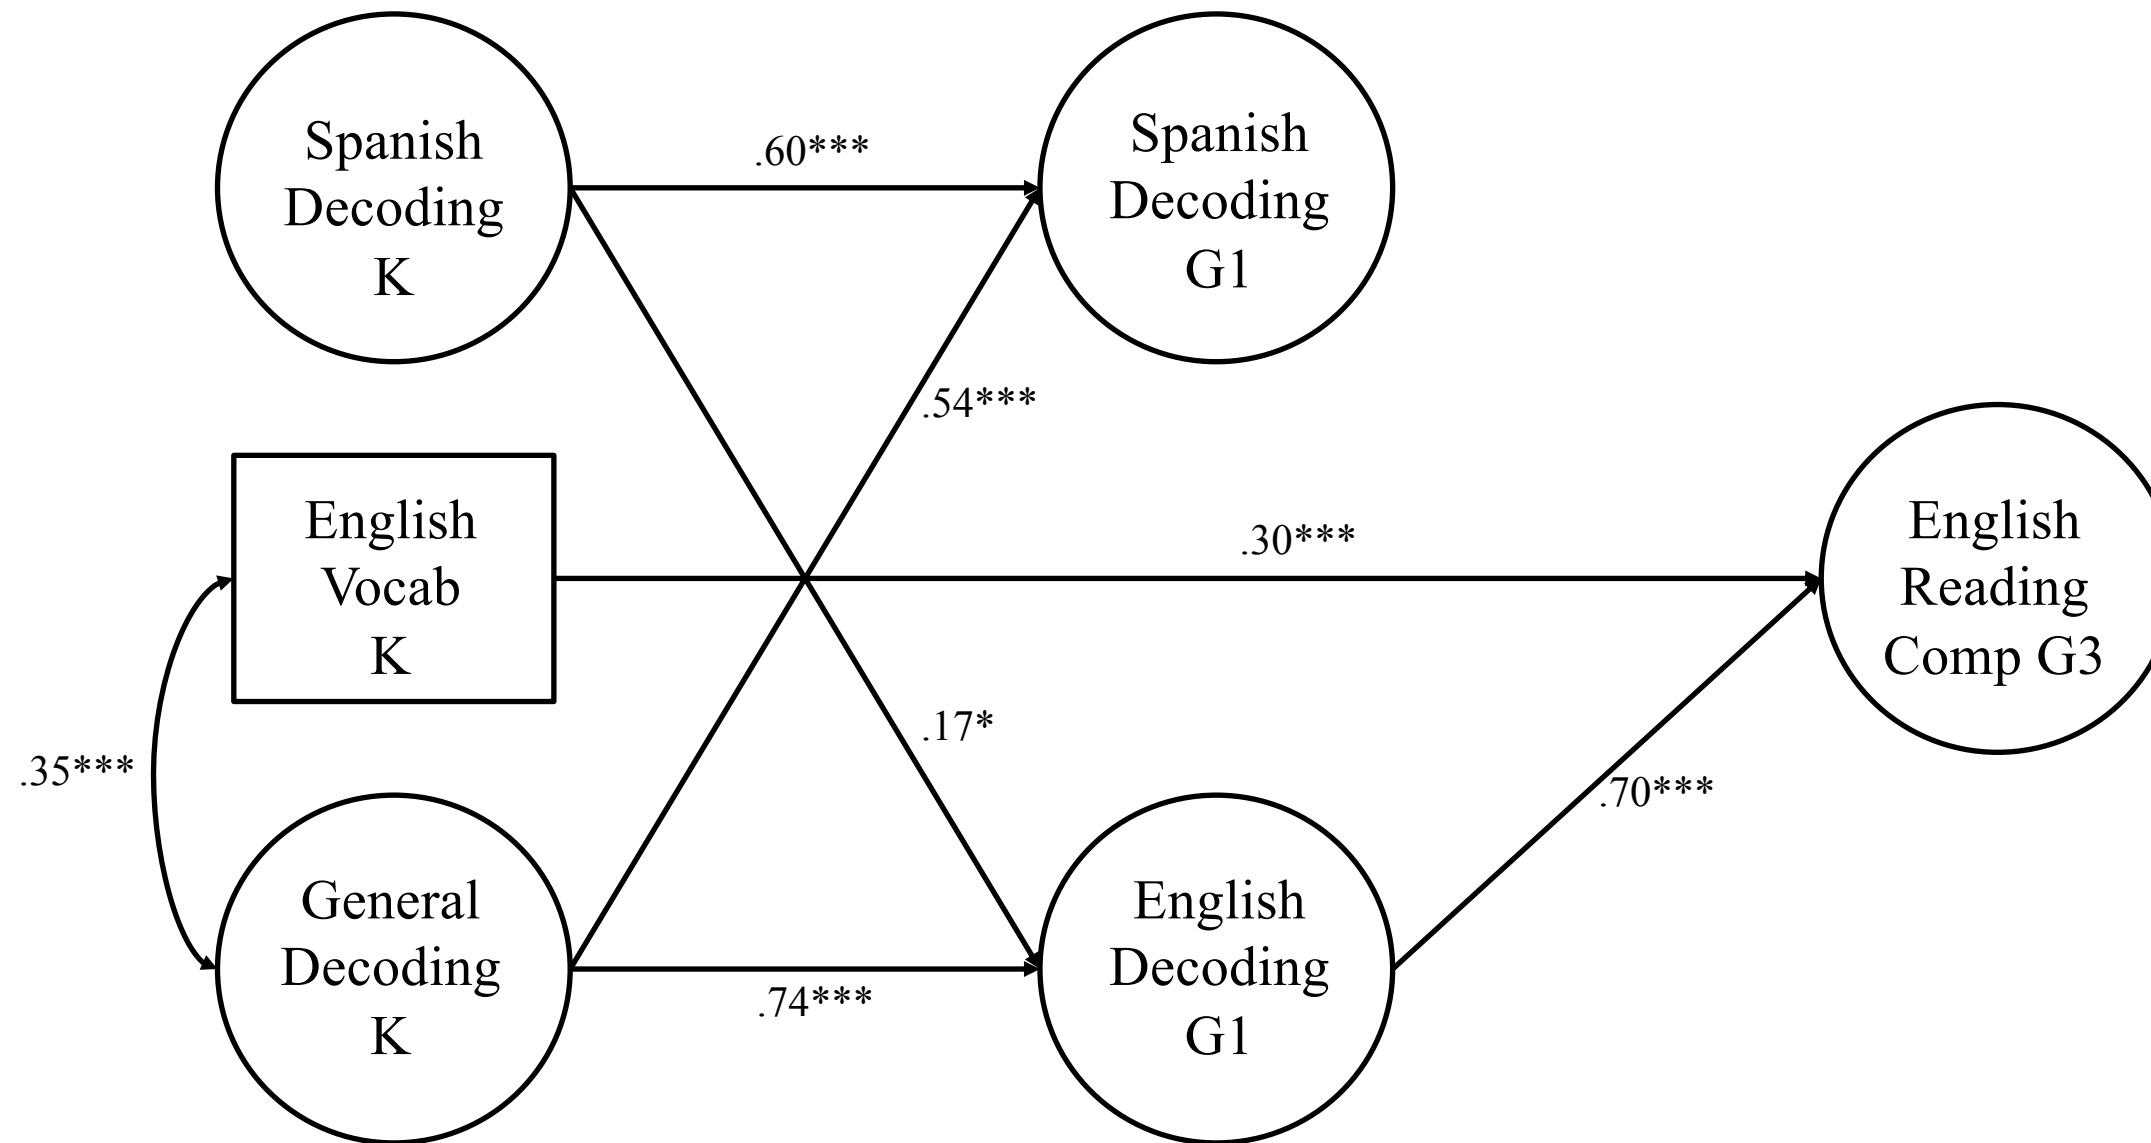 Spanish
Decoding
K
.60***
Spanish
Decoding
G1
.54***
English
Vocab
K
.30***
English
Reading
Comp G3
.35***
.17*
.70***
General
Decoding
K
.74***
English
Decoding
G1